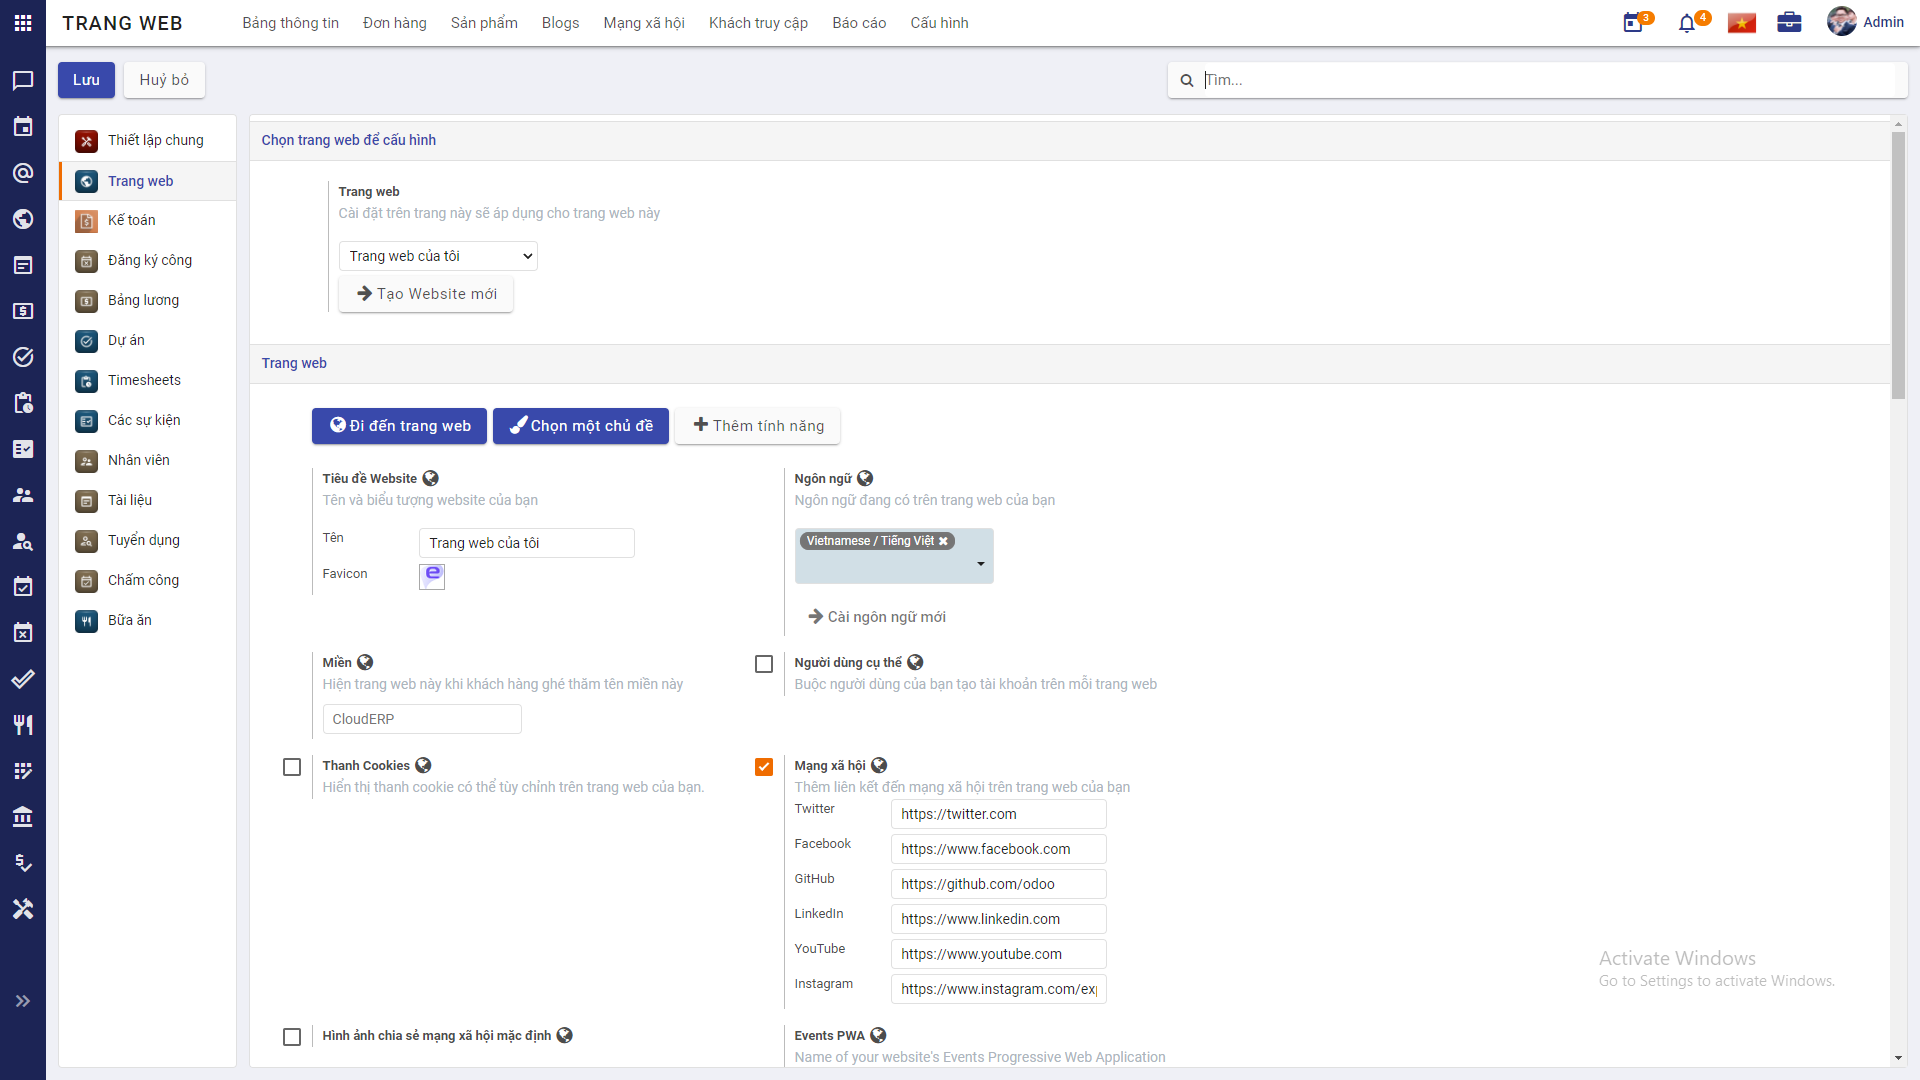 TRANG WEB
Bảng thông tin
Đơn hàng
Sản phẩm
Blogs
Mạng xã hội
Khách truy cập
Báo cáo
Cấu hình
3
4
Admin
Lưu
Huỷ bỏ
Tìm...
Thiết lập chung
Trang web
Kế toán
Đăng ký công
Bảng lương
Dự án
Timesheets
Các sự kiện
Nhân viên
Tài liệu
Tuyển dụng
Chấm công
Bữa ăn
Chọn trang web để cấu hình
Trang web
Cài đặt trên trang này sẽ áp dụng cho trang web này
Trang web của tôi
Tạo Website mới
Trang web
Đi đến trang web
Chọn một chủ đề
Thêm tính năng
Tiêu đề Website
Tên và biểu tượng website của bạn
Tên
Trang web của tôi
Favicon
Ngôn ngữ
Ngôn ngữ đang có trên trang web của bạn
Vietnamese / Tiếng Việt
Cài ngôn ngữ mới
Miền
Hiện trang web này khi khách hàng ghé thăm tên miền này
CloudERP
Người dùng cụ thể
Buộc người dùng của bạn tạo tài khoản trên mỗi trang web
Thanh Cookies
Hiển thị thanh cookie có thể tùy chỉnh trên trang web của bạn.
Mạng xã hội
Thêm liên kết đến mạng xã hội trên trang web của bạn
Twitter
https://twitter.com
Facebook
https://www.facebook.com
GitHub
https://github.com/odoo
LinkedIn
https://www.linkedin.com
YouTube
https://www.youtube.com
Instagram
https://www.instagram.com/exp
Hình ảnh chia sẻ mạng xã hội mặc định
Events PWA
Name of your website's Events Progressive Web Application
Activate Windows
Go to Settings to activate Windows.